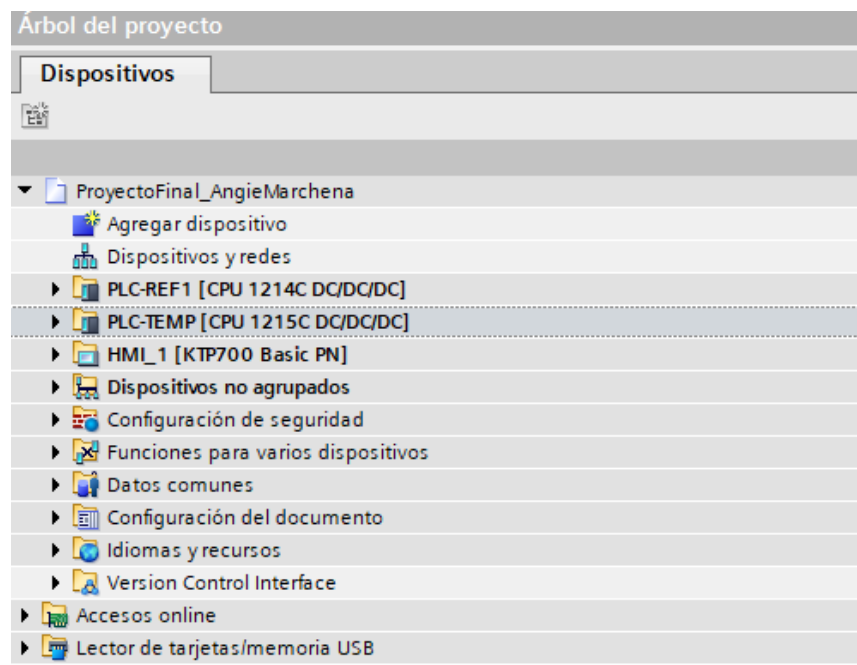 Árbol del proyecto
Dispositivos
ProyectoFinal_AngieMarchena
Agregar dispositivo
Dispositivos y redes
PLC-REF1 [CPU 1214C DC/DC/DC]
PLC-TEMP [CPU 1215C DC/DC/DC]
HMI_1 [KTP700 Basic PN]
Dispositivos no agrupados
Configuración de seguridad
Funciones para varios dispositivos
Datos comunes
Configuración del documento
Idiomas y recursos
Version Control Interface
Accesos online
Lector de tarjetas/memoria USB